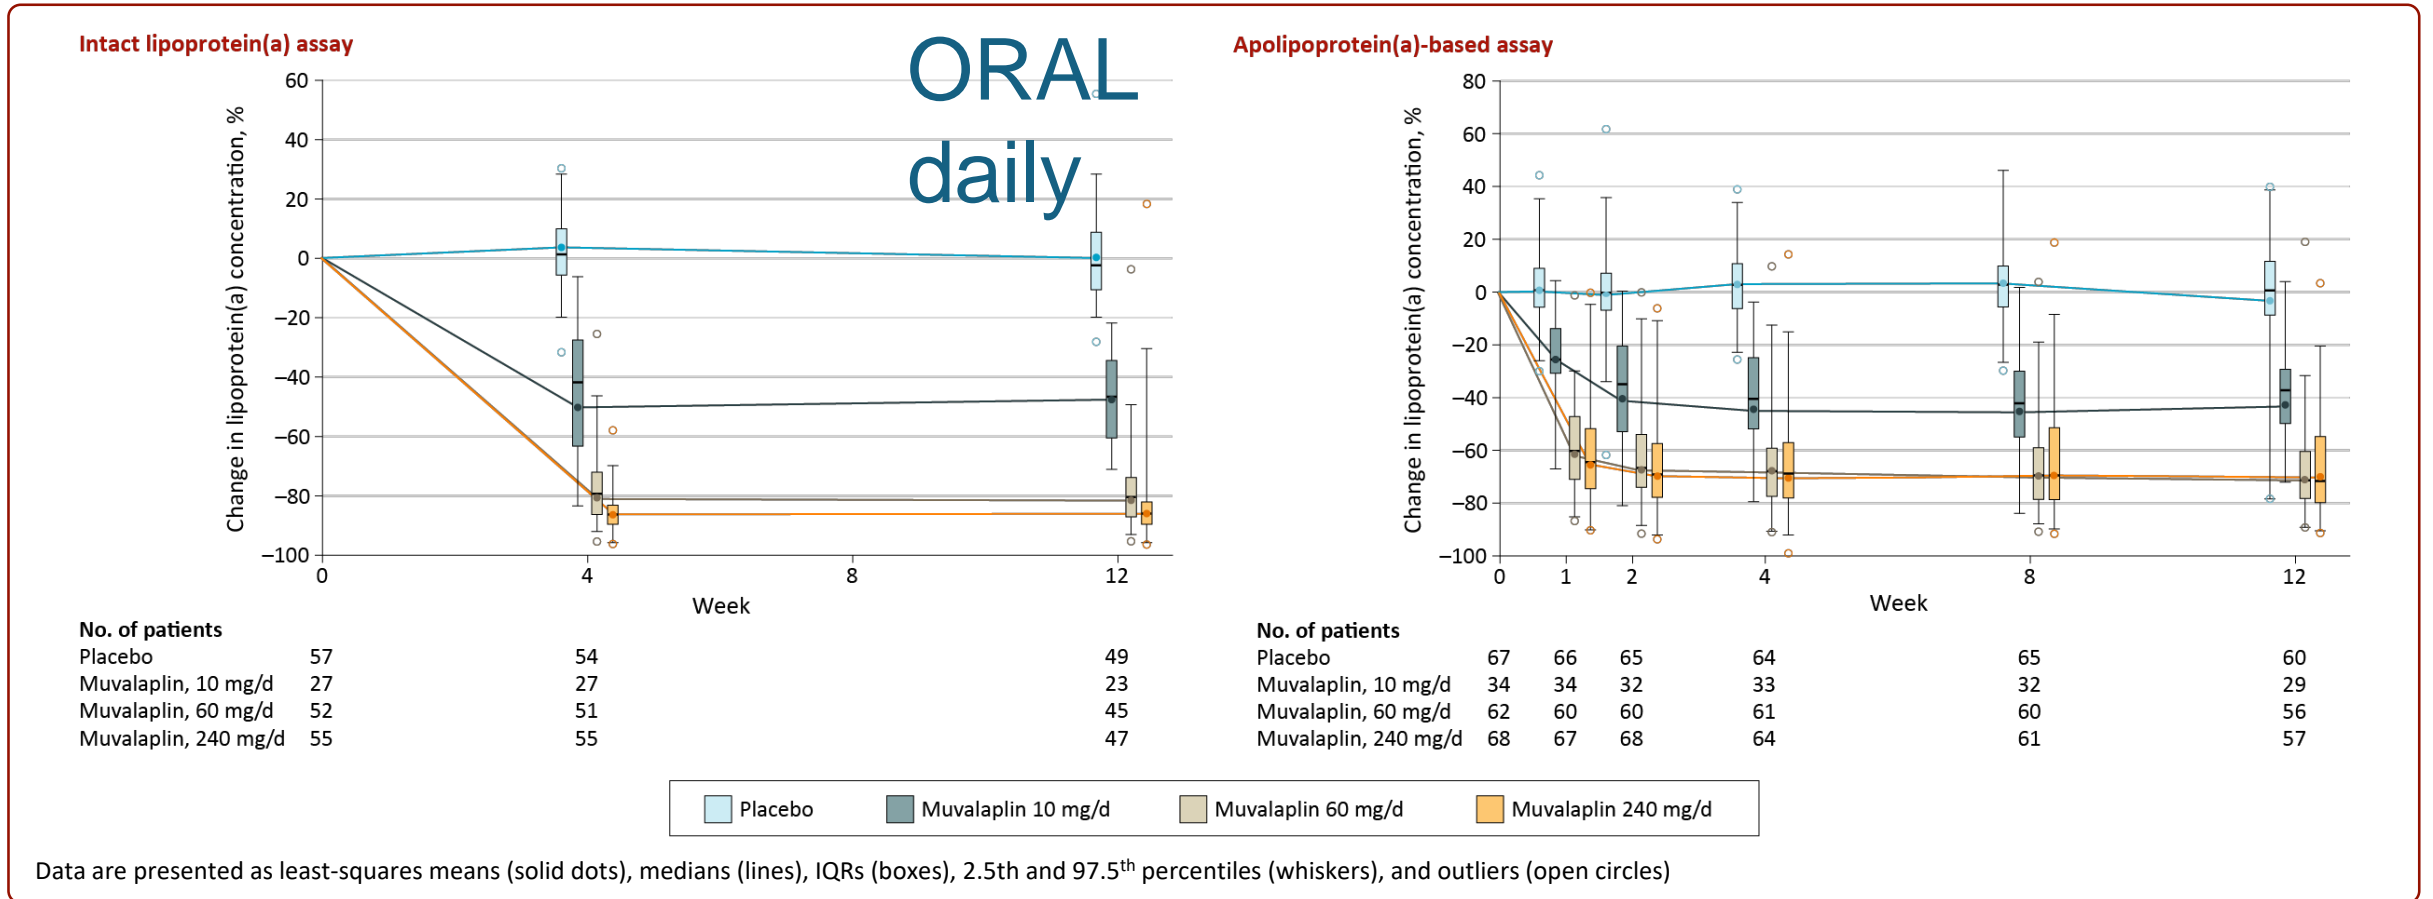 Intact lipoprotein(a) assay
ORAL
daily
Change in lipoprotein(a) concentration, %
60
40
20
0
−20
−40
−60
−80
−100
0 4 8 12
Week
No. of patients
Placebo 57 54 49
Muvalaplin, 10 mg/d 27 27 23
Muvalaplin, 60 mg/d 52 51 45
Muvalaplin, 240 mg/d 55 55 47
Apolipoprotein(a)-based assay
Change in lipoprotein(a) concentration, %
80
60
40
20
0
−20
−40
−60
−80
−100
0 1 2 4 8 12
Week
No. of patients
Placebo 67 66 65 64 65 60
Muvalaplin, 10 mg/d 34 34 32 33 32 29
Muvalaplin, 60 mg/d 62 60 60 61 60 56
Muvalaplin, 240 mg/d 68 67 68 64 61 57
Placebo Muvalaplin 10 mg/d Muvalaplin 60 mg/d Muvalaplin 240 mg/d
Data are presented as least-squares means (solid dots), medians (lines), IQRs (boxes), 2.5th and 97.5th percentiles (whiskers), and outliers (open circles)